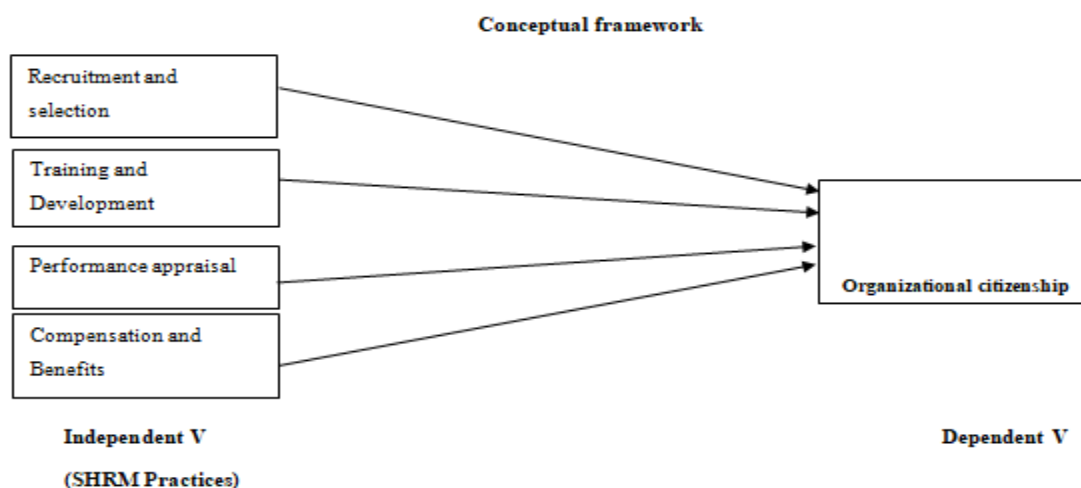 Conceptual framework
Recruitment and
selection
Training and
Development
Performance appraisal
Compensation and
Benefits
Organizational citizenship
Independent V
(SHRM Practices)
Dependent V